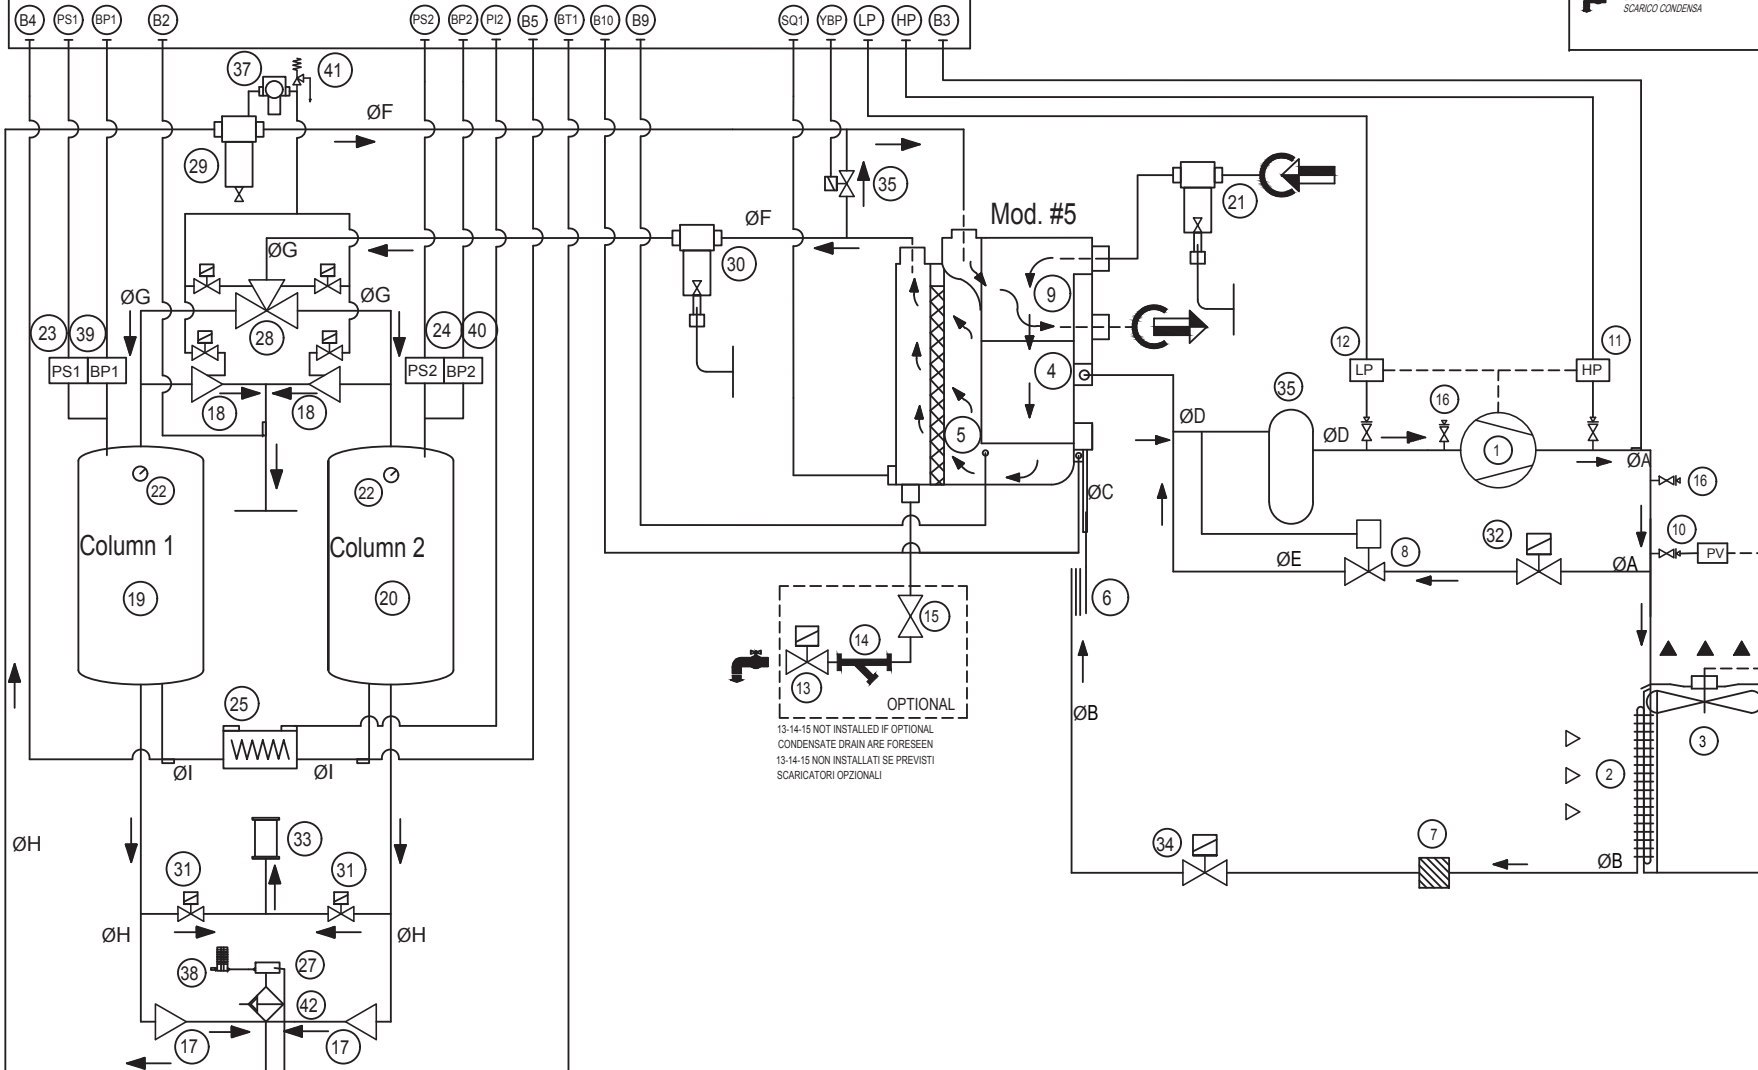 SCARICO CONDENSA
B4 PS1 BP1 B2 PS2 BP2 PI2 B5 BT1 B10 B9 SQ1 YBP LP HP B3
37 41
ØF
29
35
21
ØF
Mod. #5
ØG
30
9
ØG ØG
23 39 28 24 40
12 11
PS1 BP1 PS2 BP2
4
LP HP
18 18
35 16
ØD ØD
5
1
ØA
22 22
ØC
16
10
Column 1 Column 2
8 32
PV
ØE ØA
19 20
6
15
14
13
OPTIONAL
25
ØB
13-14-15 NOT INSTALLED IF OPTIONAL
CONDENSATE DRAIN ARE FORESEEN
13-14-15 NON INSTALLATI SE PREVISTI
SCARICATORI OPZIONALI
3
ØI ØI
2
33
7
ØH
34
ØB
31 31
ØH ØH
38 27
42
17 17